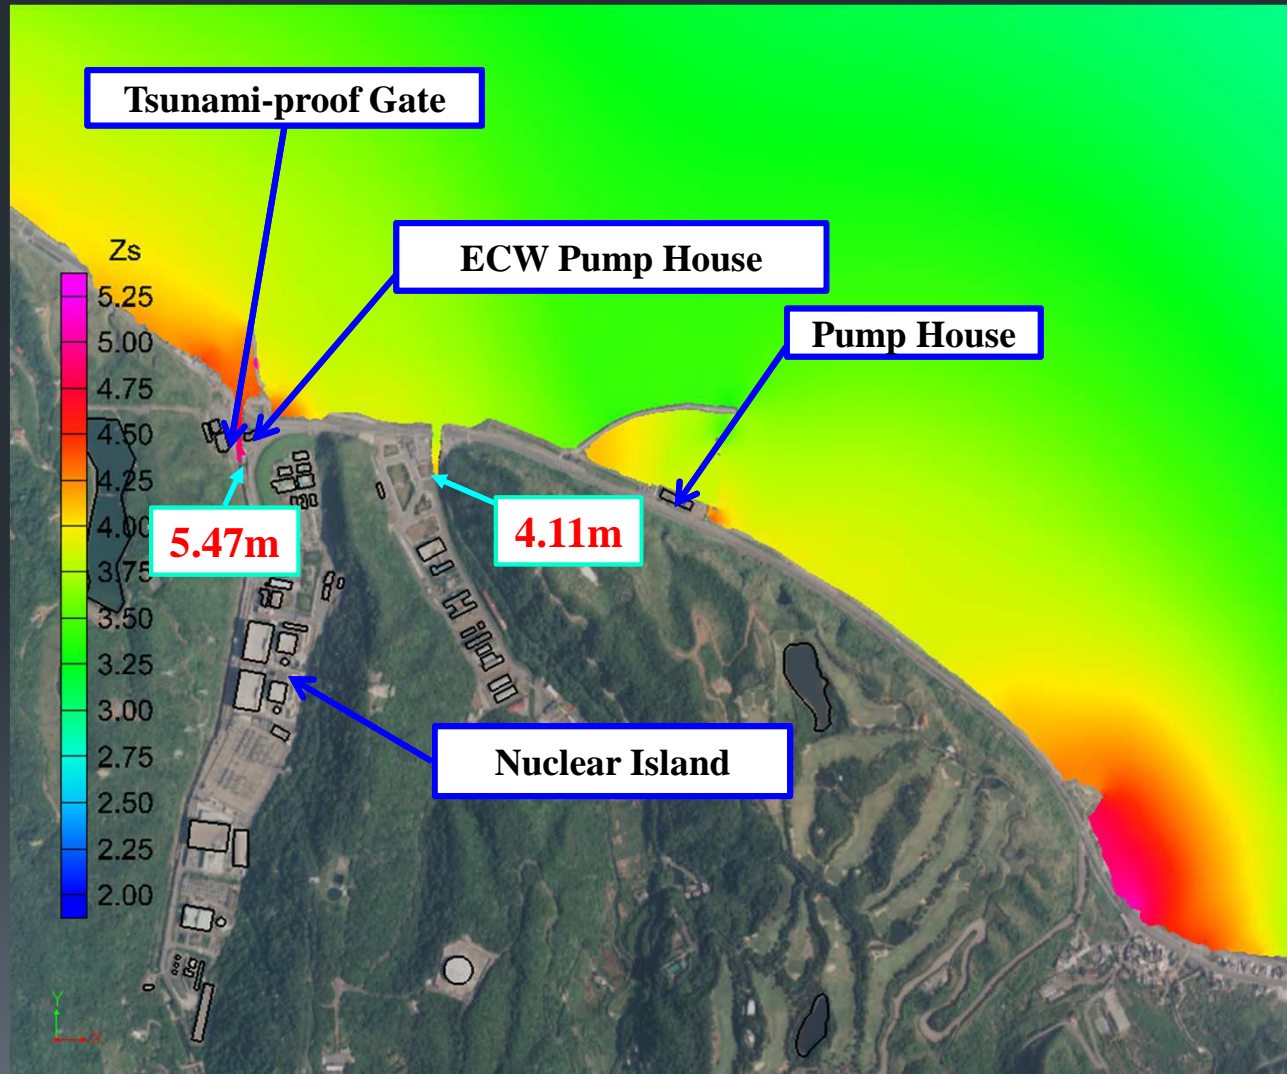 Tsunami-proof Gate
ECW Pump House
Pump House
Zs
5.25
5.00
4.75
4.50
4.25
4.00
3.75
3.50
3.25
3.00
2.75
2.50
2.25
2.00
5.47m
4.11m
Nuclear Island
Y
X